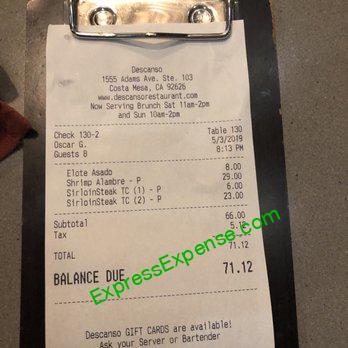 Descanso
1555 Adams Ave. Ste. 103
Costa Mesa, CA 92626
www.descansorestaurant.com
Now Serving Brunch Sat 11am-2pm
and Sun 10am-2pm
Check 130-2 Table 130
Oscar G. 5/3/2019
Guests 8 8:13 PM
Elote Asado 8.00
Shrimp Alambre - P 29.00
SirloinSteak TC (1) - P 6.00
SirloinSteak TC (2) - P 23.00
Subtotal 66.00
Tax 5.12
TOTAL 71.12
BALANCE DUE 71.12
ExpressExpense.com
Descanso GIFT CARDS are available!
Ask your Server or Bartender